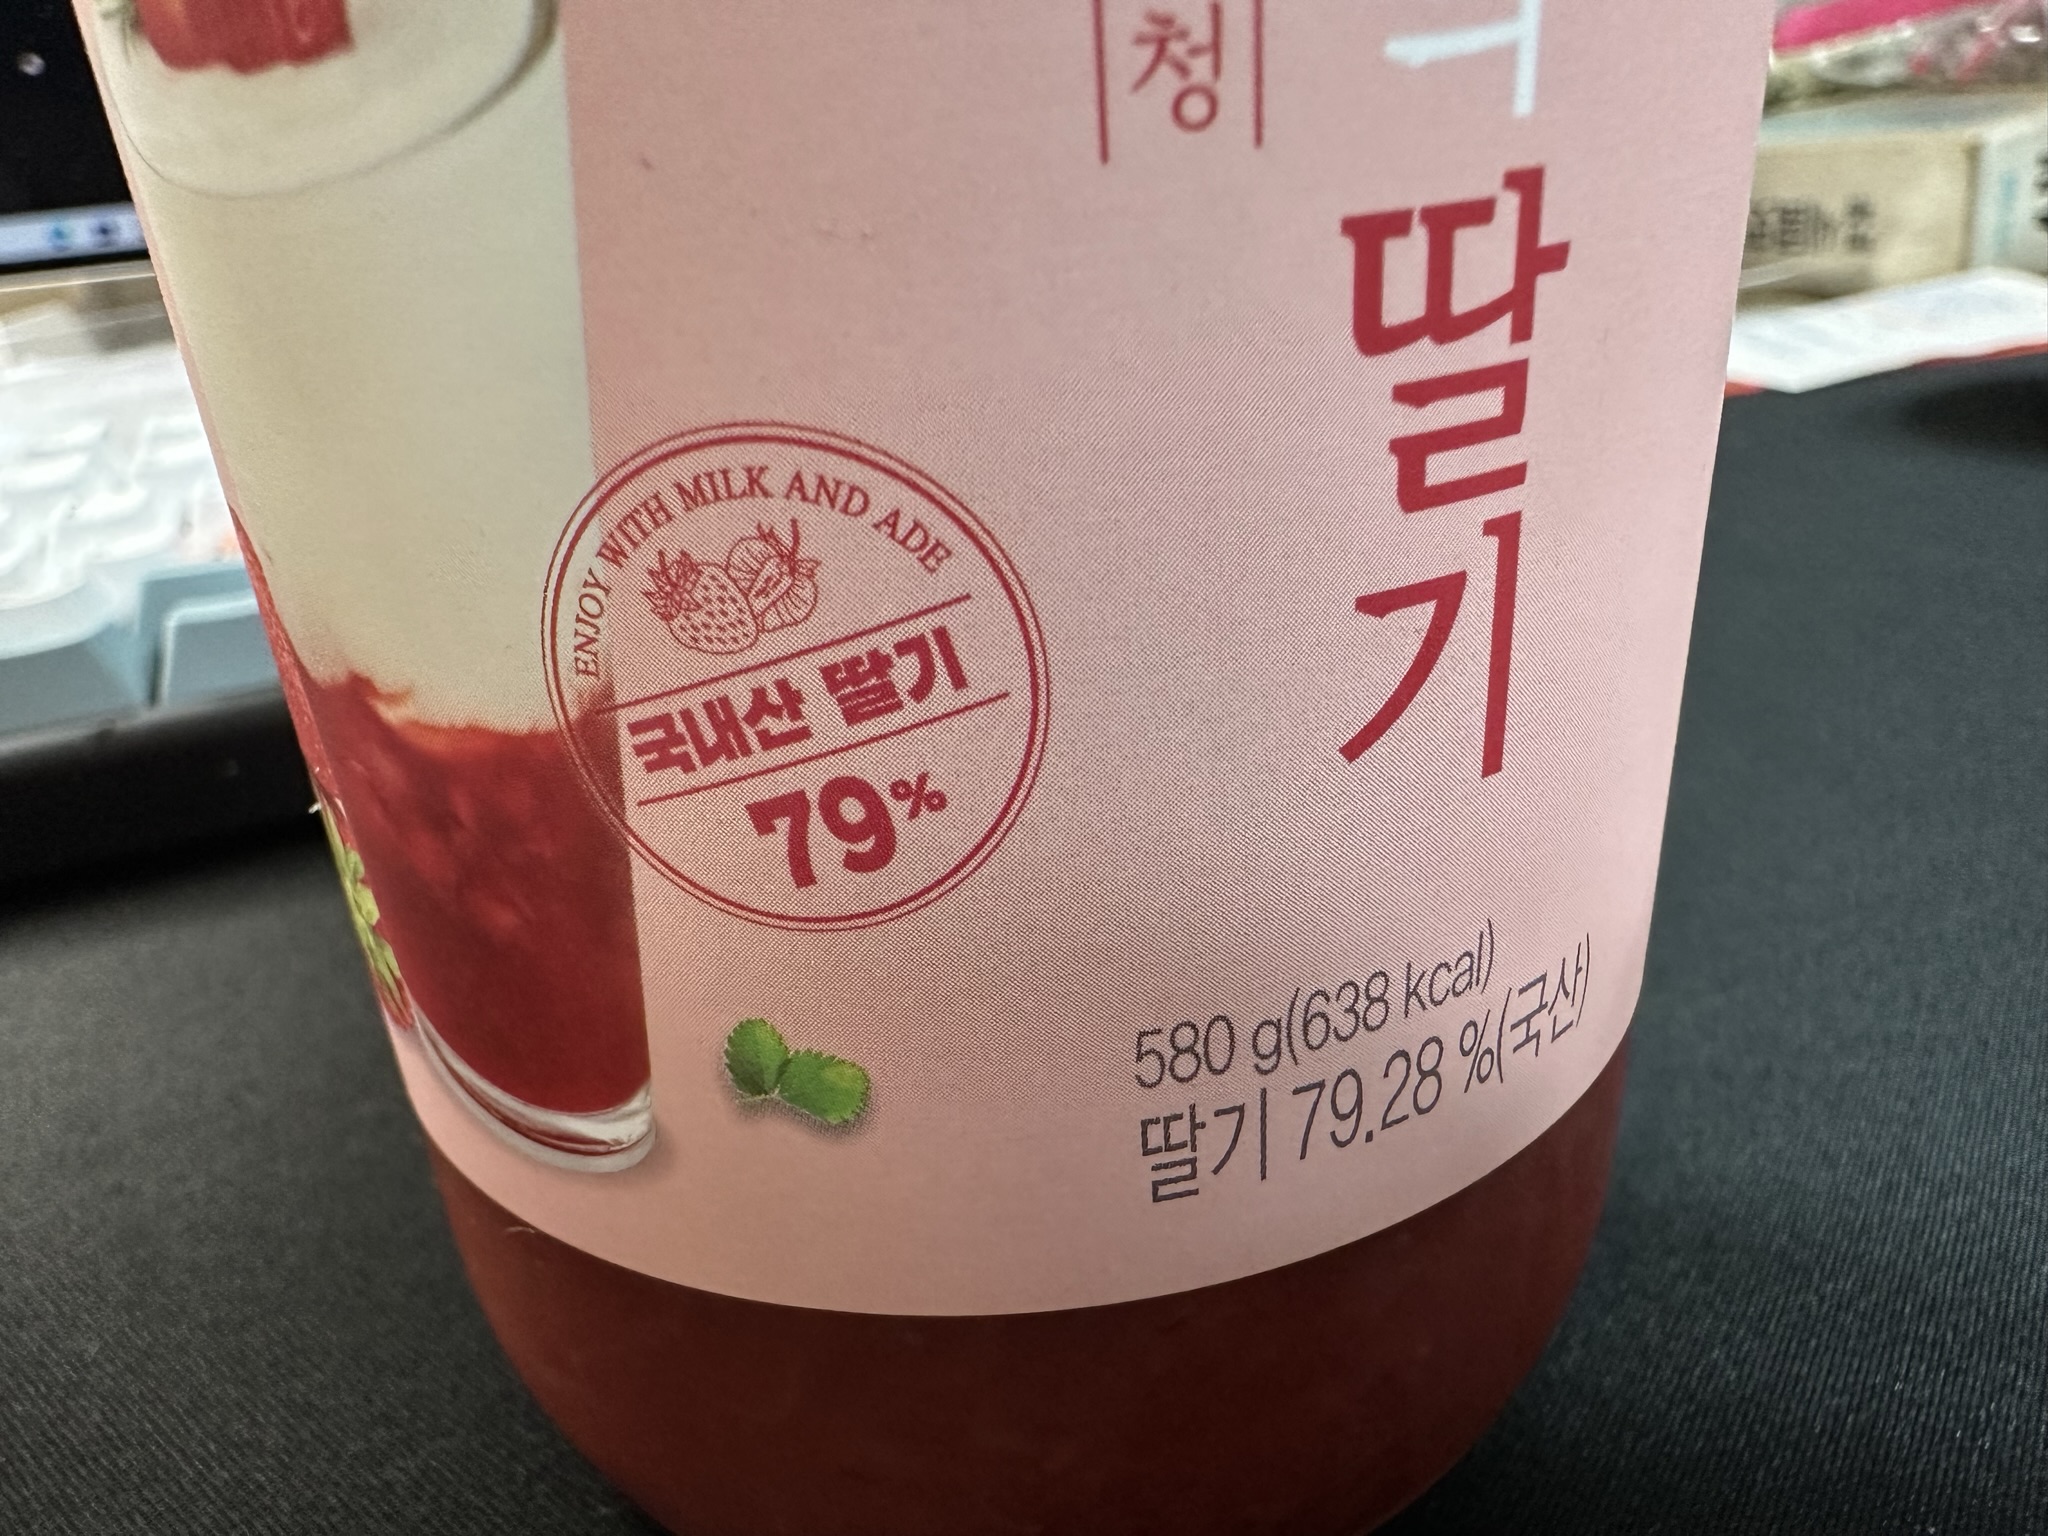 청
딸기
ENJOY WITH MILK AND ADE
국내산 딸기
79%
580 g(638 kcal)
딸기 79.28 %(국산)